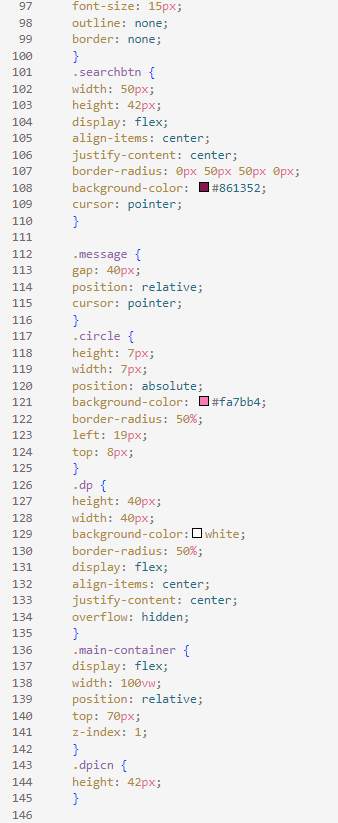 97 font-size: 15px;
98 outline: none;
99 border: none;
100 }
101 .searchbtn {
102 width: 50px;
103 height: 42px;
104 display: flex;
105 align-items: center;
106 justify-content: center;
107 border-radius: 0px 50px 50px 0px;
108 background-color: #861352;
109 cursor: pointer;
110 }
111
112 .message {
113 gap: 40px;
114 position: relative;
115 cursor: pointer;
116 }
117 .circle {
118 height: 7px;
119 width: 7px;
120 position: absolute;
121 background-color: #fa7bb4;
122 border-radius: 50%;
123 left: 19px;
124 top: 8px;
125 }
126 .dp {
127 height: 40px;
128 width: 40px;
129 background-color: white;
130 border-radius: 50%;
131 display: flex;
132 align-items: center;
133 justify-content: center;
134 overflow: hidden;
135 }
136 .main-container {
137 display: flex;
138 width: 100vw;
139 position: relative;
140 top: 70px;
141 z-index: 1;
142 }
143 .dpicn {
144 height: 42px;
145 }
146